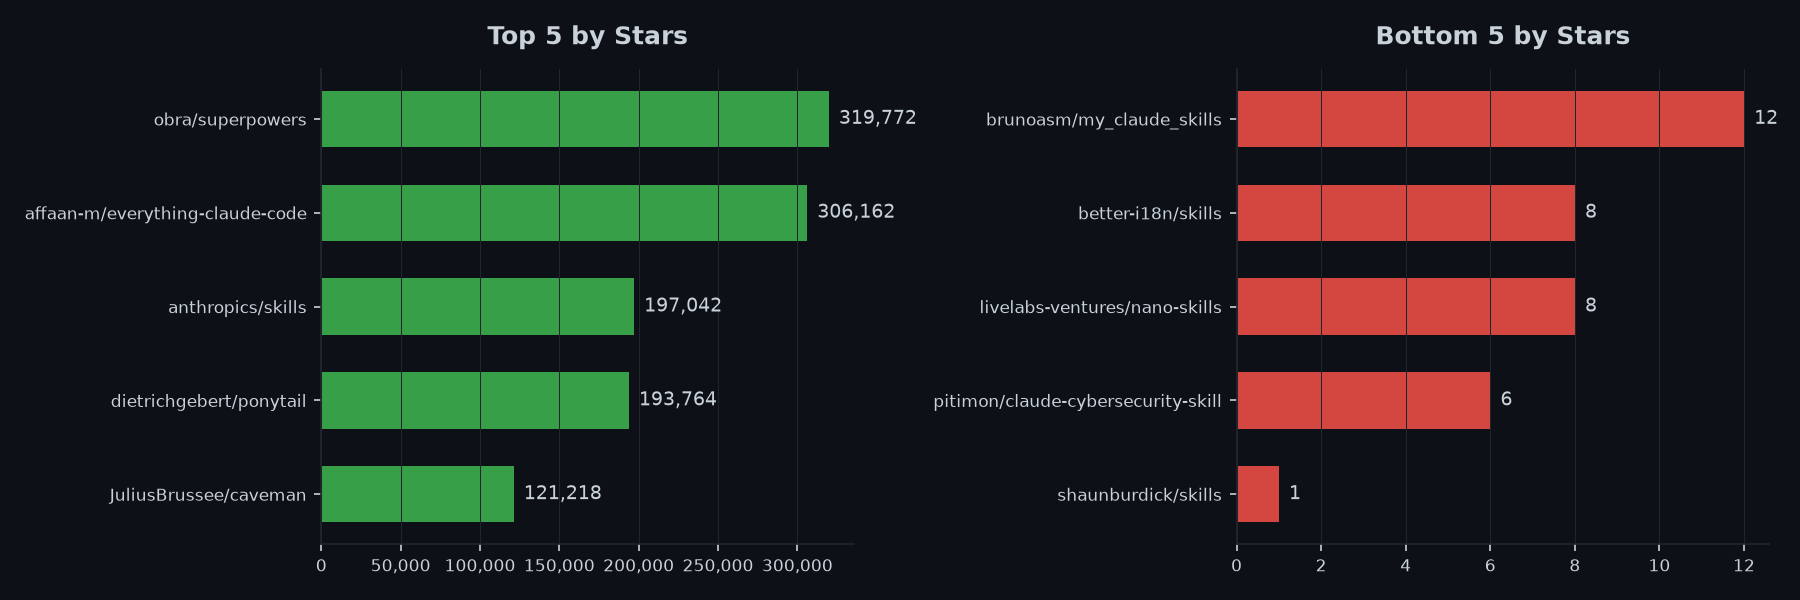 Top 5 by Stars
obra/superpowers
319,772
affaan-m/everything-claude-code
306,162
anthropics/skills
197,042
dietrichgebert/ponytail
193,764
JuliusBrussee/caveman
121,218
0 50,000 100,000 150,000 200,000 250,000 300,000
Bottom 5 by Stars
brunoasm/my_claude_skills
12
better-i18n/skills
8
livelabs-ventures/nano-skills
8
pitimon/claude-cybersecurity-skill
6
shaunburdick/skills
1
0 2 4 6 8 10 12